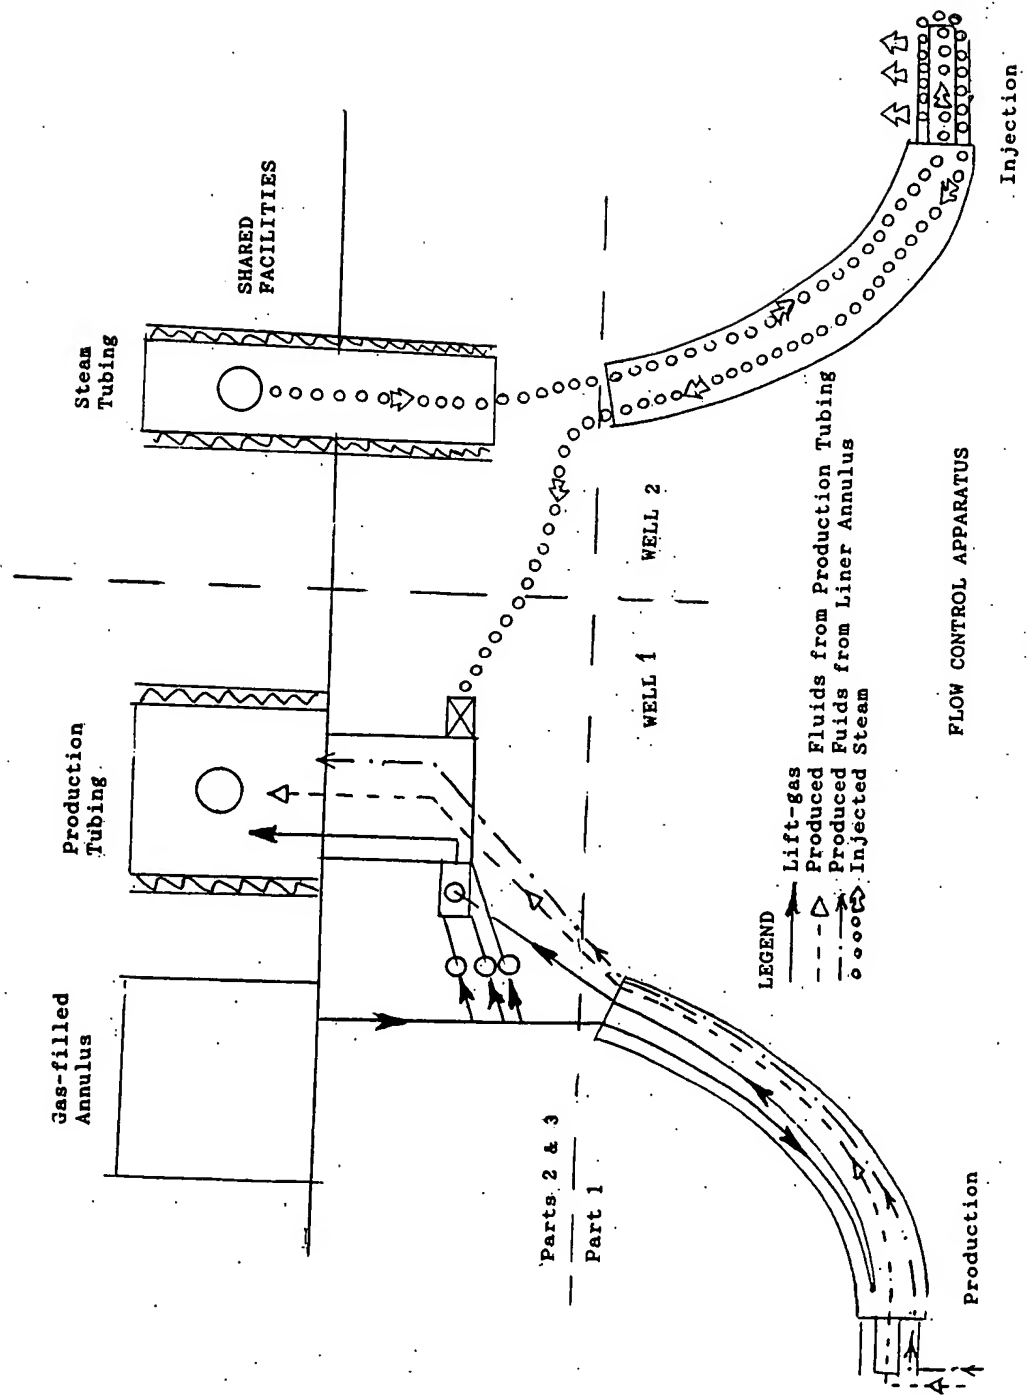 Gas-filled
Annulus
Production
Tubing
Steam
Tubing
SHARED
FACILITIES
Parts 2 & 3
Part 1
WELL 1
WELL 2
Production
Injection
LEGEND
Lift-gas
Produced Fluids from Production Tubing
Produced Fuids from Liner Annulus
Injected Steam
FLOW CONTROL APPARATUS